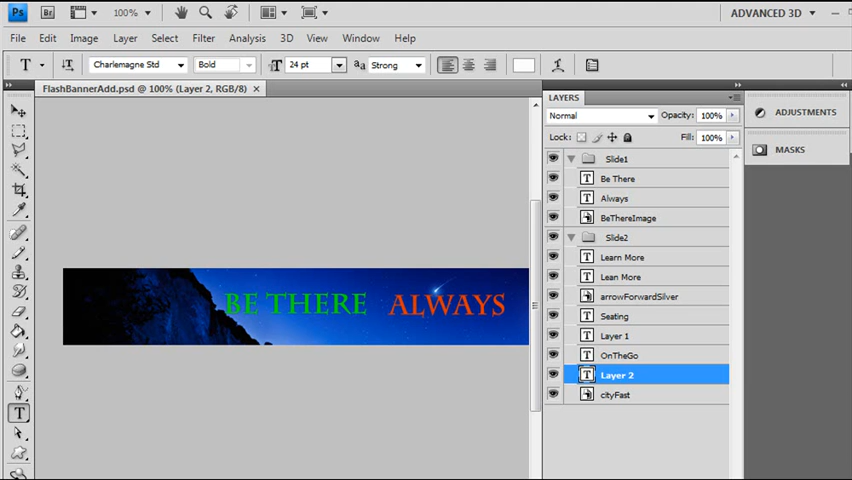 Ps Br 100% ADVANCED 3D
File Edit Image Layer Select Filter Analysis 3D View Window Help
T T Charlemagne Std Bold T 24 pt aa Strong
FlashBannerAdd.psd @ 100% (Layer 2, RGB/8) ×
LAYERS
Normal Opacity: 100%
Lock: Fill: 100%
ADJUSTMENTS
MASKS
Slide1
T Be There
T Always
BeThereImage
Slide2
T Learn More
T Lean More
arrowForwardSilver
T Seating
T Layer 1
T OnTheGo
T Layer 2
cityFast
BE THERE ALWAYS
T